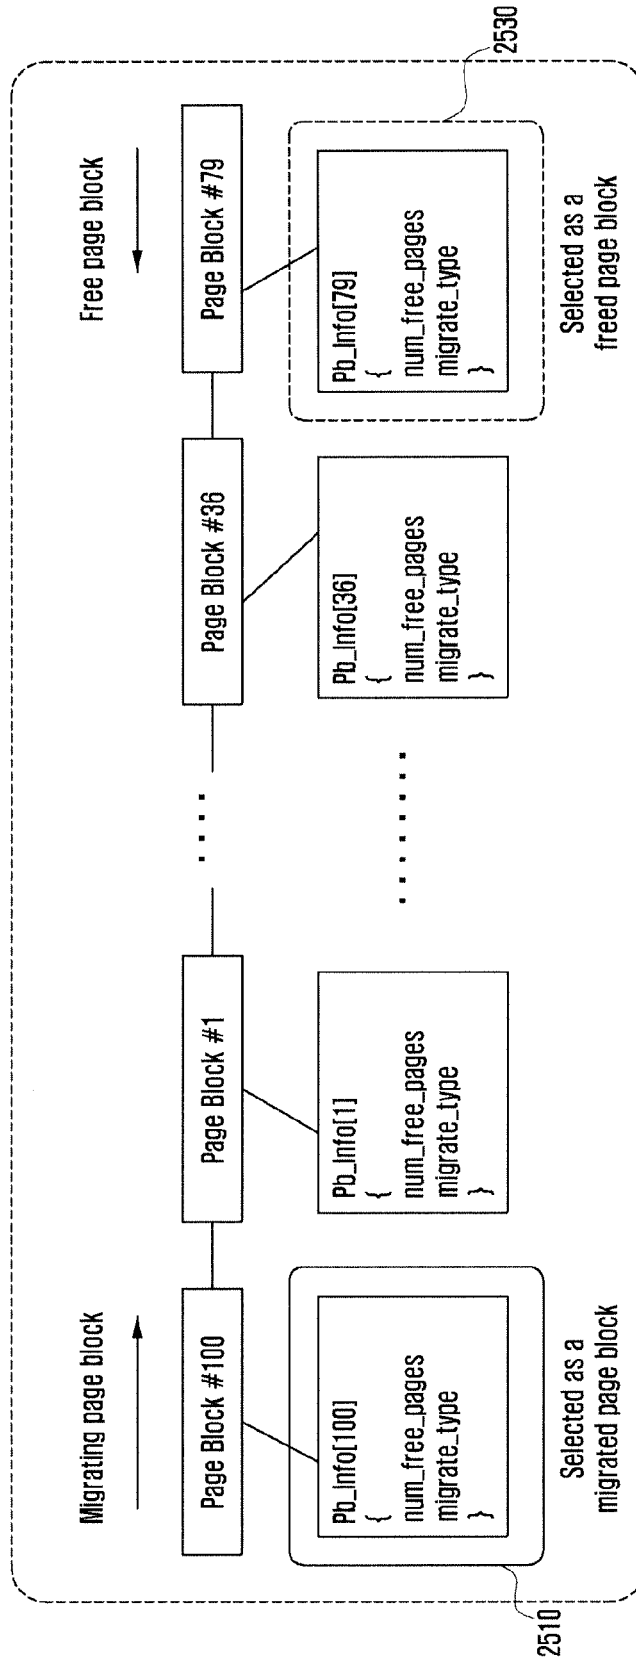 Migrating page block
Free page block
Page Block #100
Page Block #1
....
Page Block #36
Page Block #79
Pb_Info[100]
{
num_free_pages
migrate_type
}
Pb_Info[1]
{
num_free_pages
migrate_type
}
........
Pb_Info[36]
{
num_free_pages
migrate_type
}
Pb_Info[79]
{
num_free_pages
migrate_type
}
Selected as a
migrated page block
Selected as a
freed page block
2510
2530